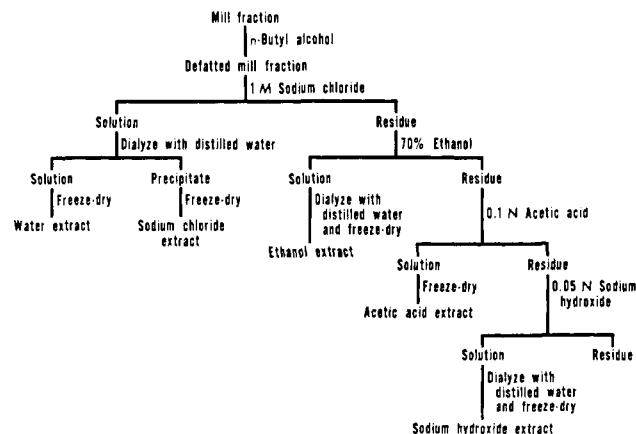 Mill fraction
n-Butyl alcohol
Defatted mill fraction
1 M Sodium chloride
Solution
Residue
Dialyze with distilled water
70% Ethanol
Solution
Precipitate
Solution
Residue
Freeze-dry
Freeze-dry
Dialyze with
distilled water
and freeze-dry
Water extract
Sodium chloride
extract
Ethanol extract
0.1 N Acetic acid
Solution
Residue
Freeze-dry
0.05 N Sodium
hydroxide
Acetic acid extract
Solution
Residue
Dialyze with
distilled water
and freeze-dry
Sodium hydroxide extract